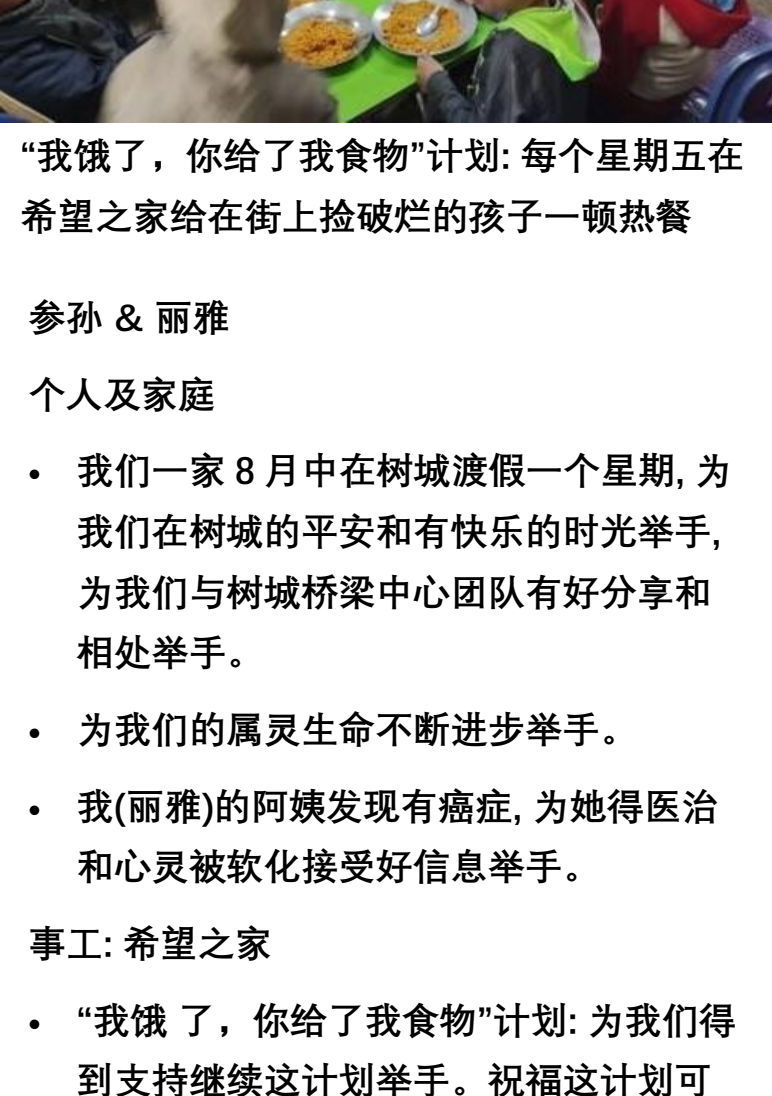 “我饿了，你给了我食物”计划: 每个星期五在
希望之家给在街上捡破烂的孩子一顿热餐
参孙 & 丽雅
个人及家庭
• 我们一家 8 月中在树城渡假一个星期, 为
我们在树城的平安和有快乐的时光举手,
为我们与树城桥梁中心团队有好分享和
相处举手。
• 为我们的属灵生命不断进步举手。
• 我(丽雅)的阿姨发现有癌症, 为她得医治
和心灵被软化接受好信息举手。
事工: 希望之家
• “我饿 了，你给了我食物”计划: 为我们得
到支持继续这计划举手。祝福这计划可